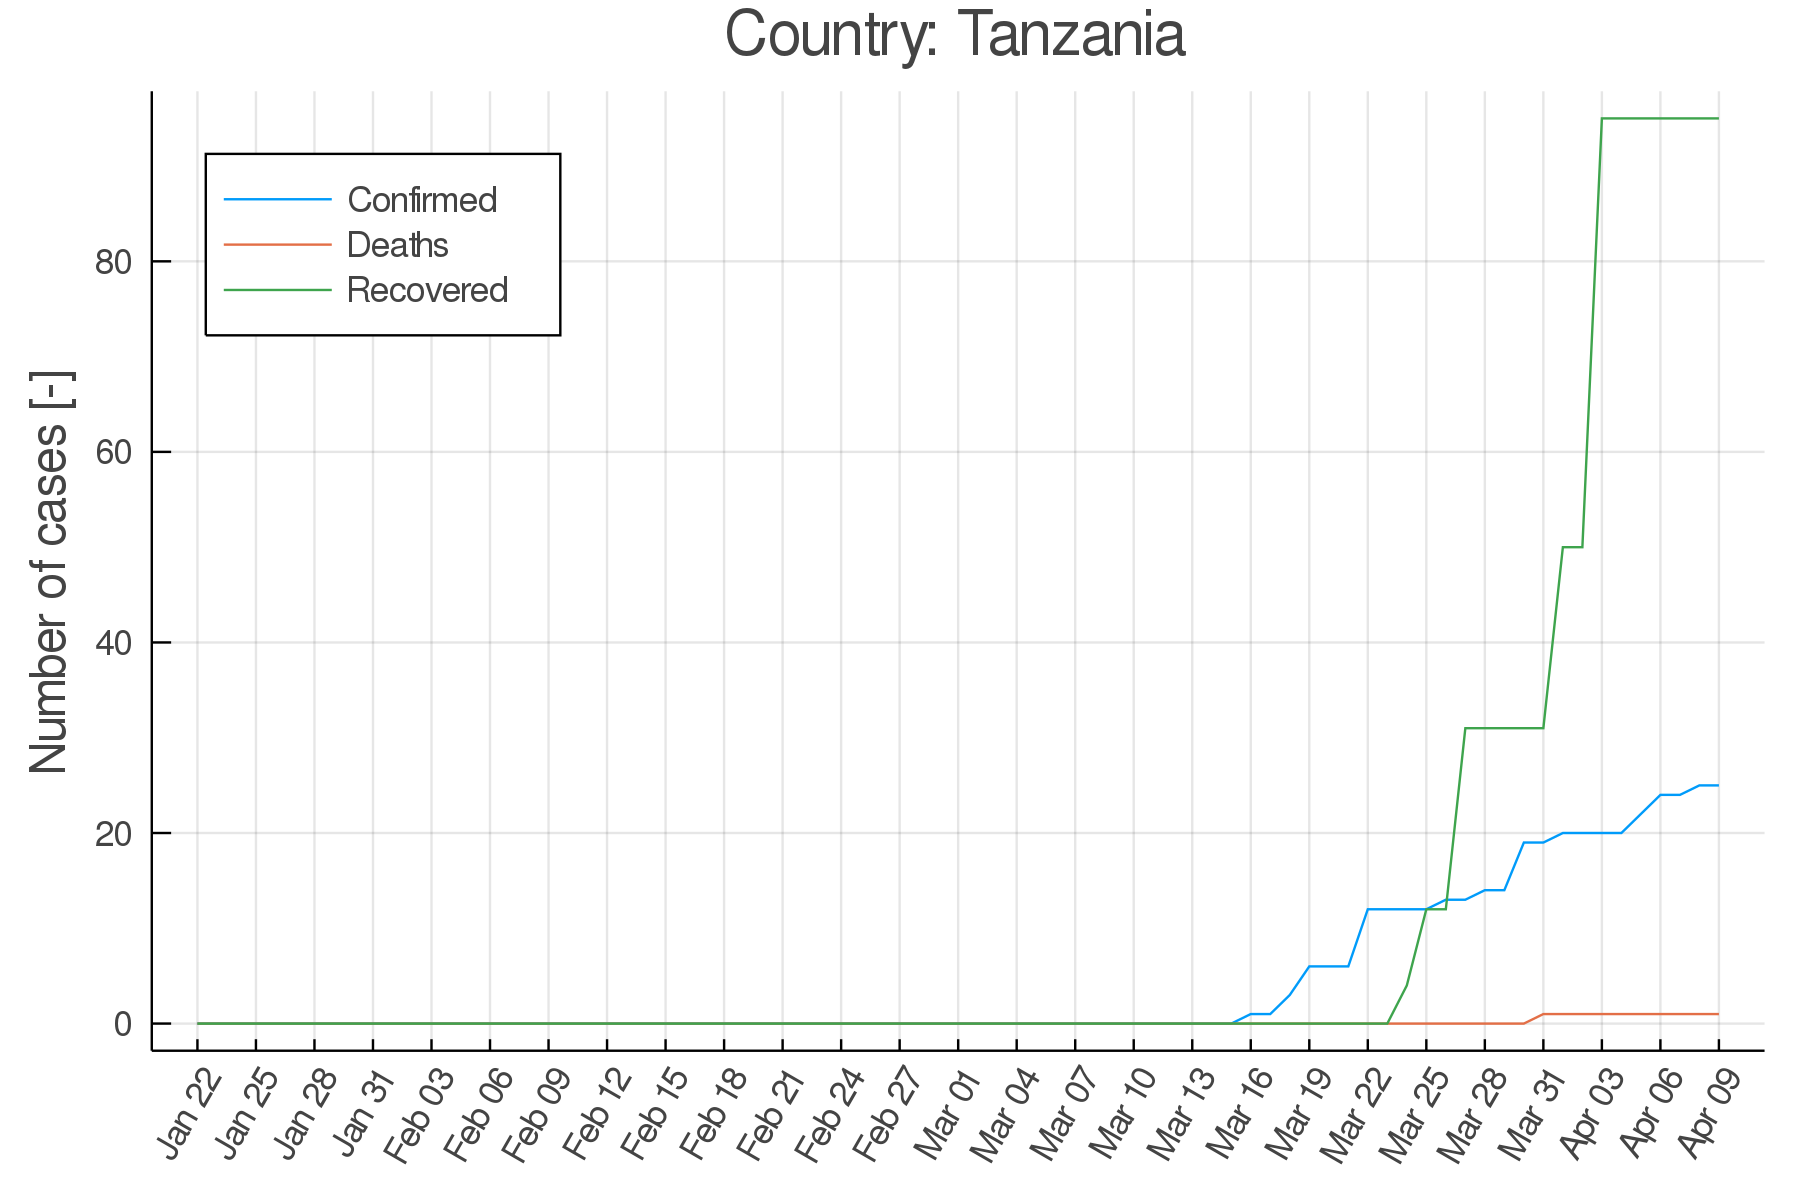 Country: Tanzania
Number of cases [-]
Confirmed
Deaths
Recovered
80
60
40
20
0
Jan 22
Jan 25
Jan 28
Jan 31
Feb 03
Feb 06
Feb 09
Feb 12
Feb 15
Feb 18
Feb 21
Feb 24
Feb 27
Mar 01
Mar 04
Mar 07
Mar 10
Mar 13
Mar 16
Mar 19
Mar 22
Mar 25
Mar 28
Mar 31
Apr 03
Apr 06
Apr 09